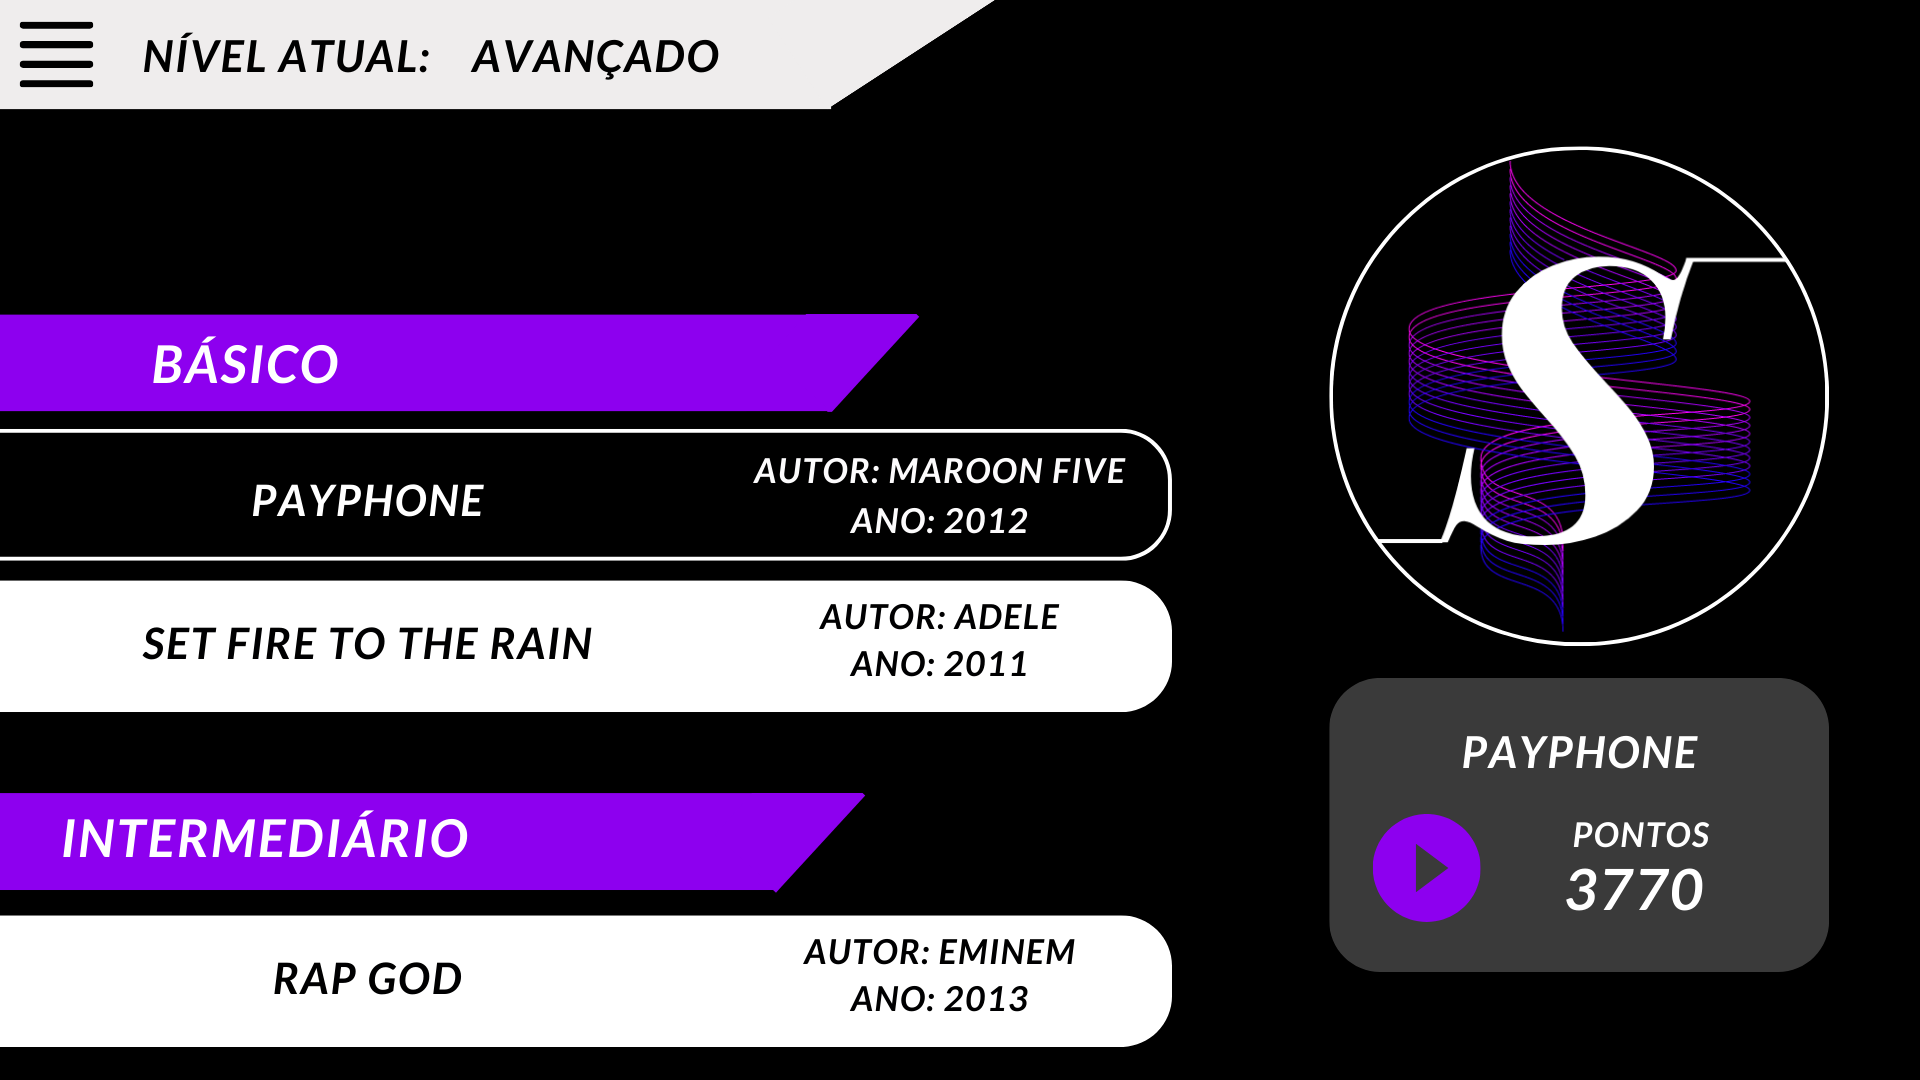 NÍVEL ATUAL: AVANÇADO
BÁSICO
PAYPHONE
AUTOR: MAROON FIVE
ANO: 2012
SET FIRE TO THE RAIN
AUTOR: ADELE
ANO: 2011
INTERMEDIÁRIO
RAP GOD
AUTOR: EMINEM
ANO: 2013
S
PAYPHONE
PONTOS
3770